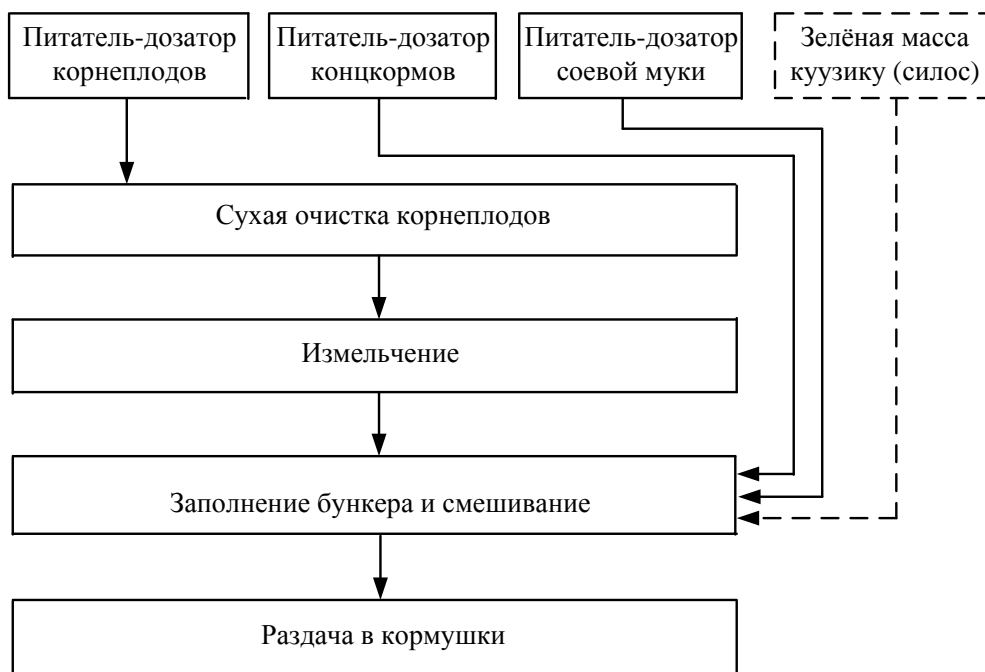 Питатель-дозатор
корнеплодов
Питатель-дозатор
концкормов
Питатель-дозатор
соевой муки
Зелёная масса
куузику (силос)
Сухая очистка корнеплодов
Измельчение
Заполнение бункера и смешивание
Раздача в кормушки